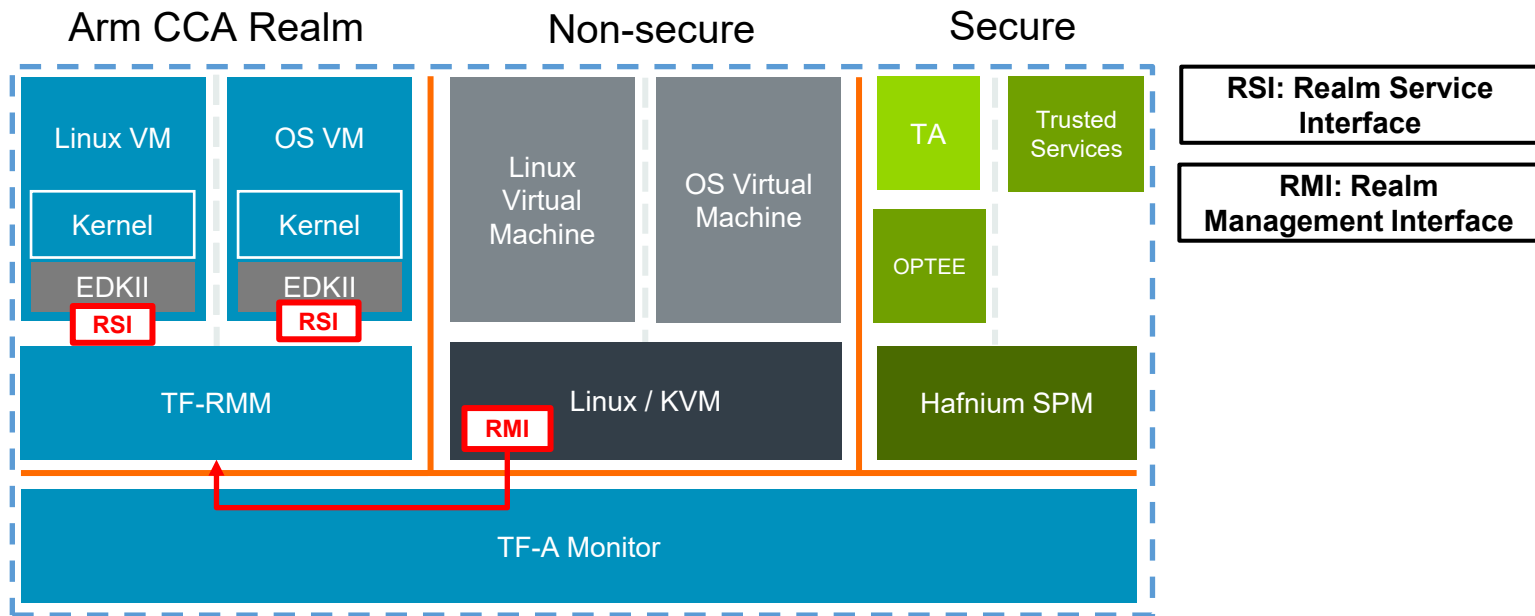 Arm CCA Realm
Non-secure
Secure
Linux VM
Kernel
EDKII
RSI
OS VM
Kernel
EDKII
RSI
TF-RMM
Linux
Virtual
Machine
OS Virtual
Machine
Linux / KVM
RMI
TA
Trusted
Services
OPTEE
Hafnium SPM
TF-A Monitor
RSI: Realm Service
Interface
RMI: Realm
Management Interface